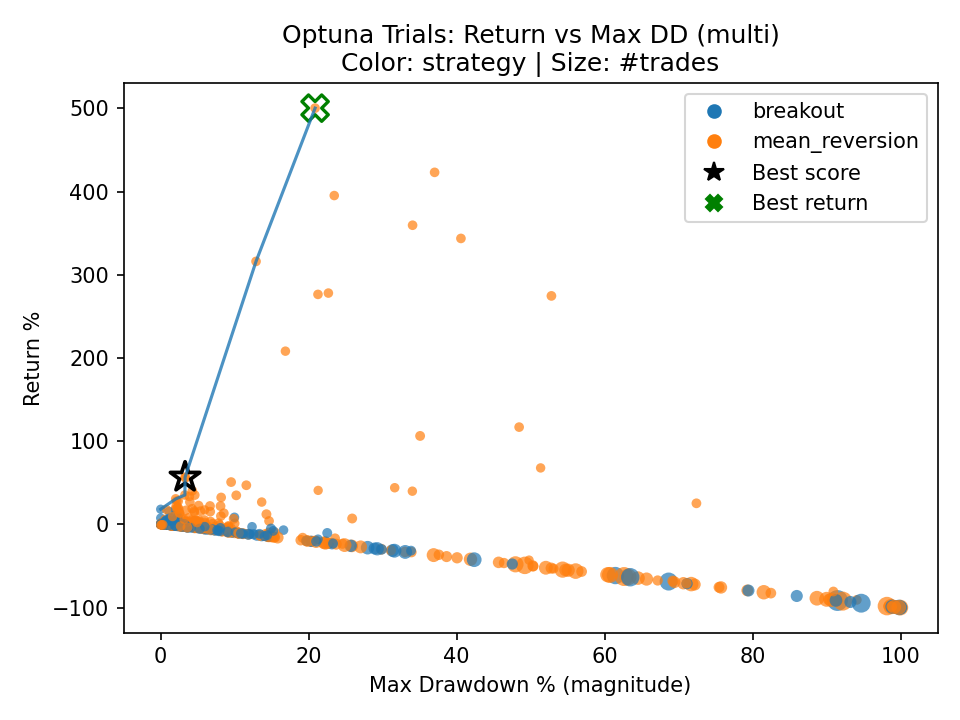 Optuna Trials: Return vs Max DD (multi)
Color: strategy | Size: #trades
breakout
mean_reversion
Best score
Best return
Return %
500
400
300
200
100
0
−100
0
20
40
60
80
100
Max Drawdown % (magnitude)